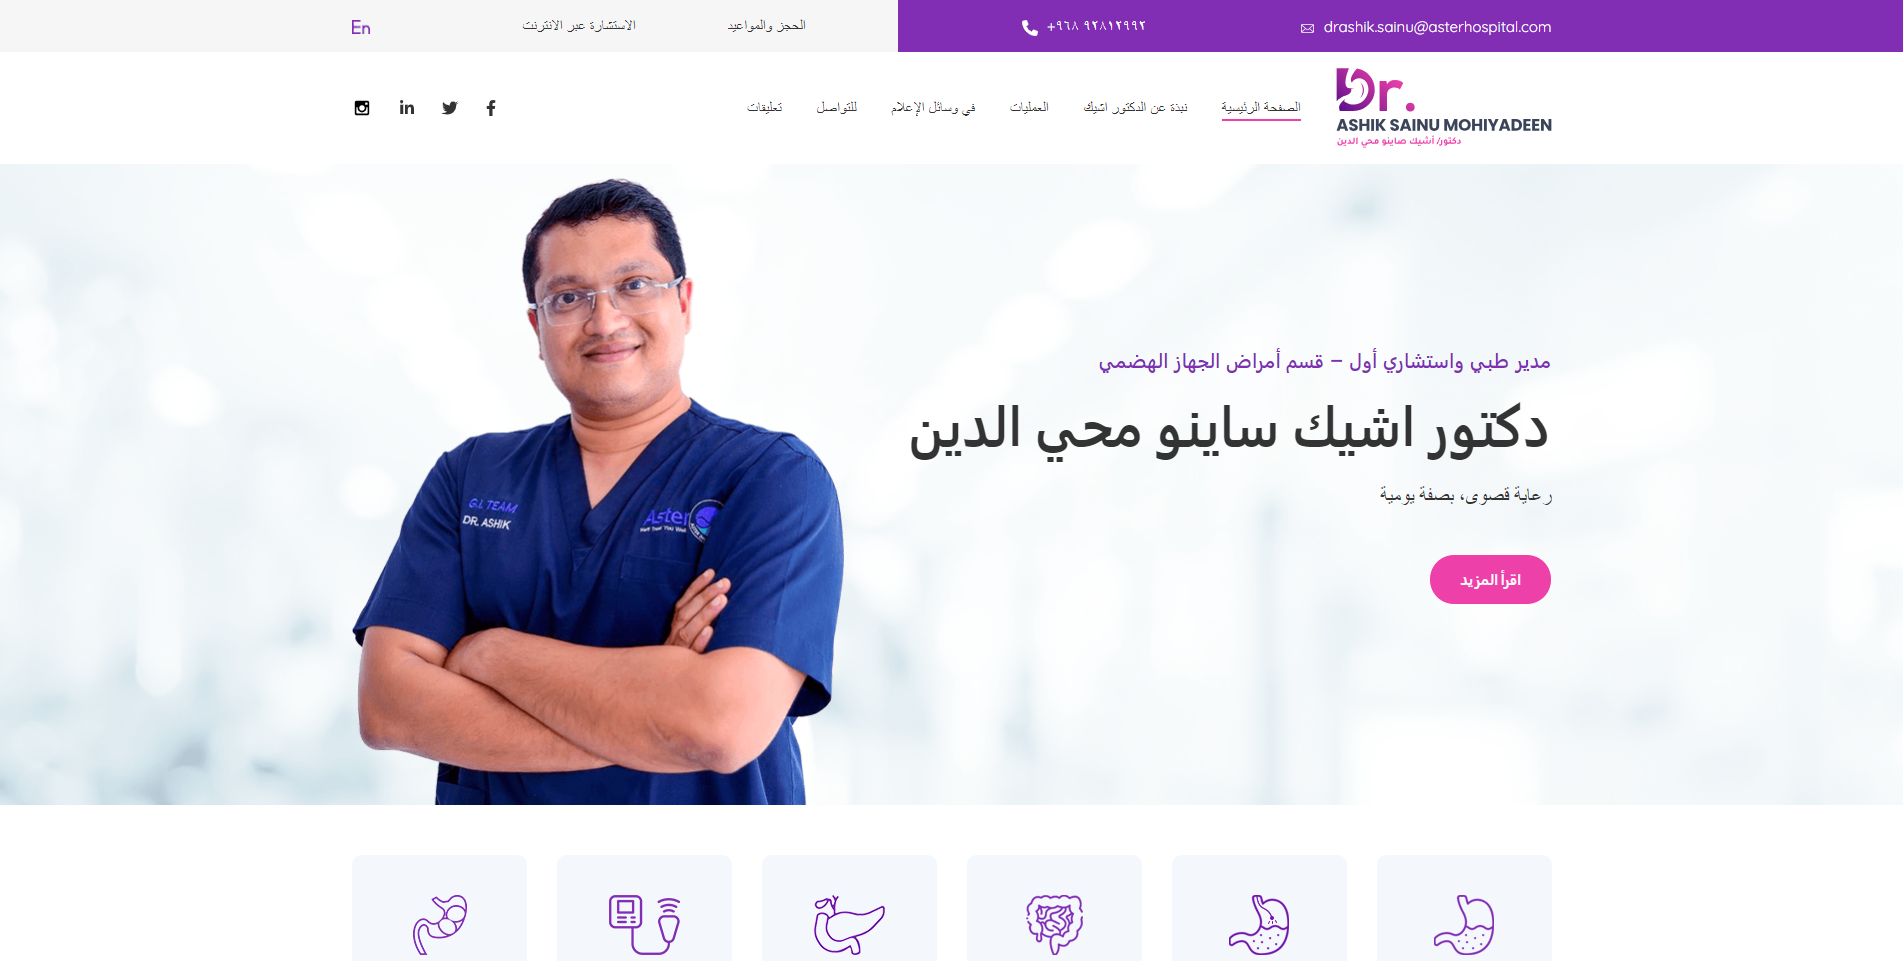 drashik.sainu@asterhospital.com
+٩٦٨ ٩٢٨١٢٩٩٢
الحجز والمواعيد
الاستشارة عبر الانترنت
En
Dr.
ASHIK SAINU MOHIYADEEN
دكتور/ أشيك صاينو محي الدين
الصفحة الرئيسية
نبذة عن الدكتور اشيك
العمليات
في وسائل الإعلام
للتواصل
تعليقات
مدير طبي واستشاري أول – قسم أمراض الجهاز الهضمي
دكتور اشيك ساينو محي الدين
رعاية قصوى، بصفة يومية
اقرأ المزيد
G.I. TEAM
DR. ASHIK
Aster